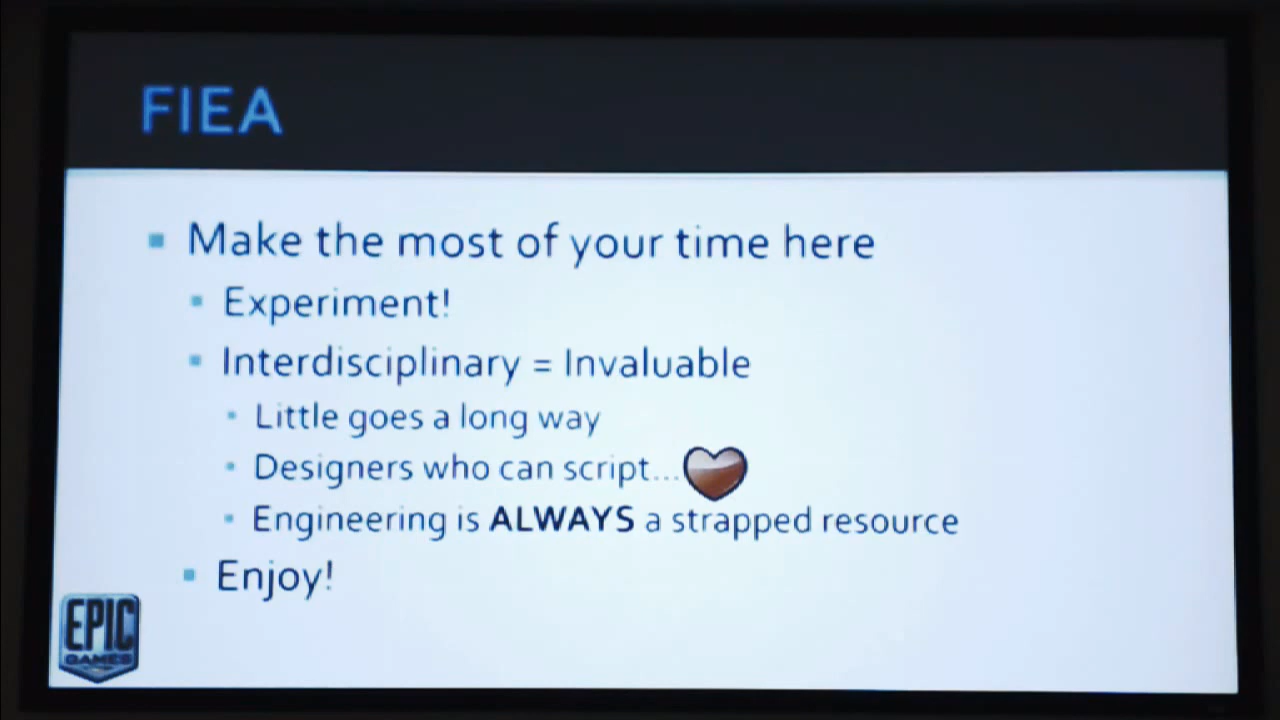 FIEA
Make the most of your time here
Experiment!
Interdisciplinary = Invaluable
Little goes a long way
Designers who can script...
Engineering is ALWAYS a strapped resource
Enjoy!
EPIC
GAMES